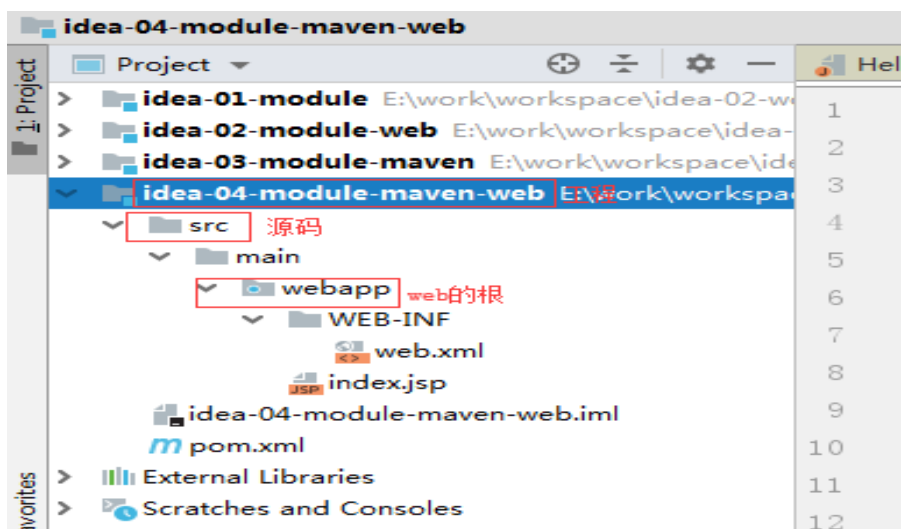 idea-04-module-maven-web
1: Project
Project
Hel
idea-01-module E:\work\workspace\idea-02-w
idea-02-module-web E:\work\workspace\idea-
idea-03-module-maven E:\work\workspace\ide
idea-04-module-maven-web E:\work\workspa
工程
src 源码
main
webapp web的根
WEB-INF
web.xml
index.jsp
JSP
idea-04-module-maven-web.iml
m pom.xml
External Libraries
Scratches and Consoles
avorites
1
2
3
4
5
6
7
8
9
10
11
12